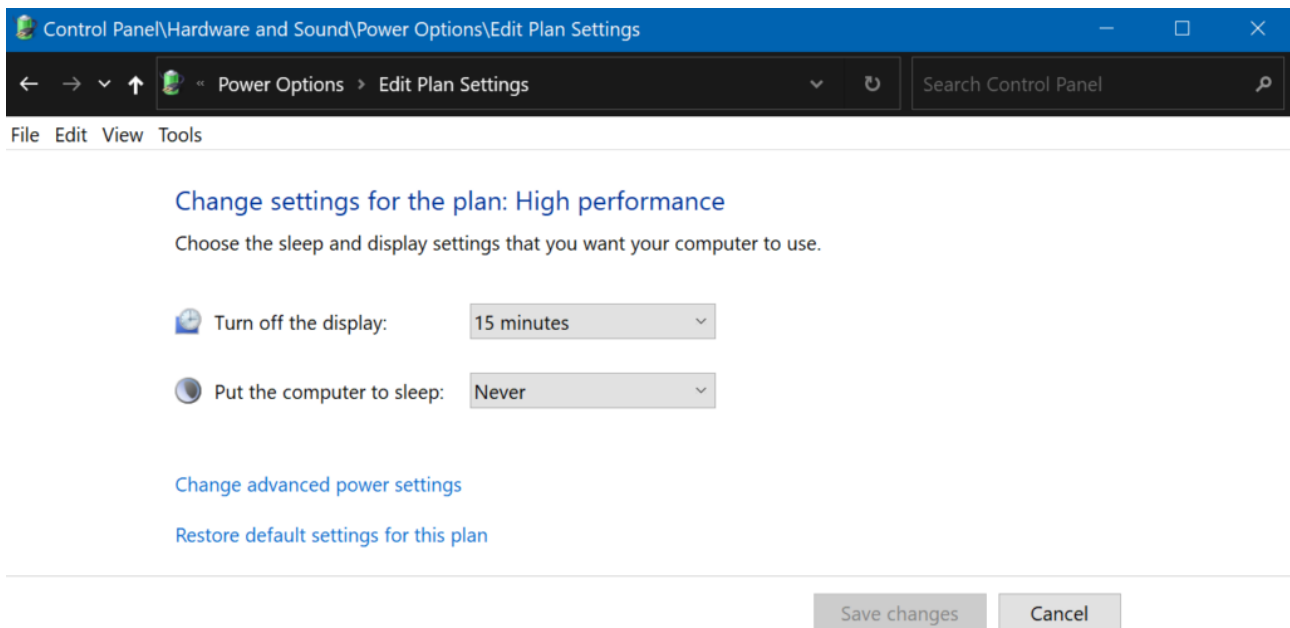 Control Panel\Hardware and Sound\Power Options\Edit Plan Settings
« Power Options > Edit Plan Settings Search Control Panel
File Edit View Tools
Change settings for the plan: High performance
Choose the sleep and display settings that you want your computer to use.
Turn off the display: 15 minutes
Put the computer to sleep: Never
Change advanced power settings
Restore default settings for this plan
Save changes Cancel